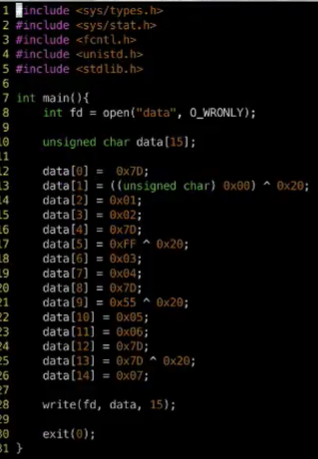 1 #include <sys/types.h>
2 #include <sys/stat.h>
3 #include <fcntl.h>
4 #include <unistd.h>
5 #include <stdlib.h>
6
7 int main(){
8     int fd = open("data", O_WRONLY);
9
10     unsigned char data[15];
11
12     data[0] =  0x7D;
13     data[1] = ((unsigned char) 0x00) ^ 0x20;
14     data[2] = 0x01;
15     data[3] = 0x02;
16     data[4] = 0x7D;
17     data[5] = 0xFF ^ 0x20;
18     data[6] = 0x03;
19     data[7] = 0x04;
20     data[8] = 0x7D;
21     data[9] = 0x55 ^ 0x20;
22     data[10] = 0x05;
23     data[11] = 0x06;
24     data[12] = 0x7D;
25     data[13] = 0x7D ^ 0x20;
26     data[14] = 0x07;
27
28     write(fd, data, 15);
29
30     exit(0);
31 }